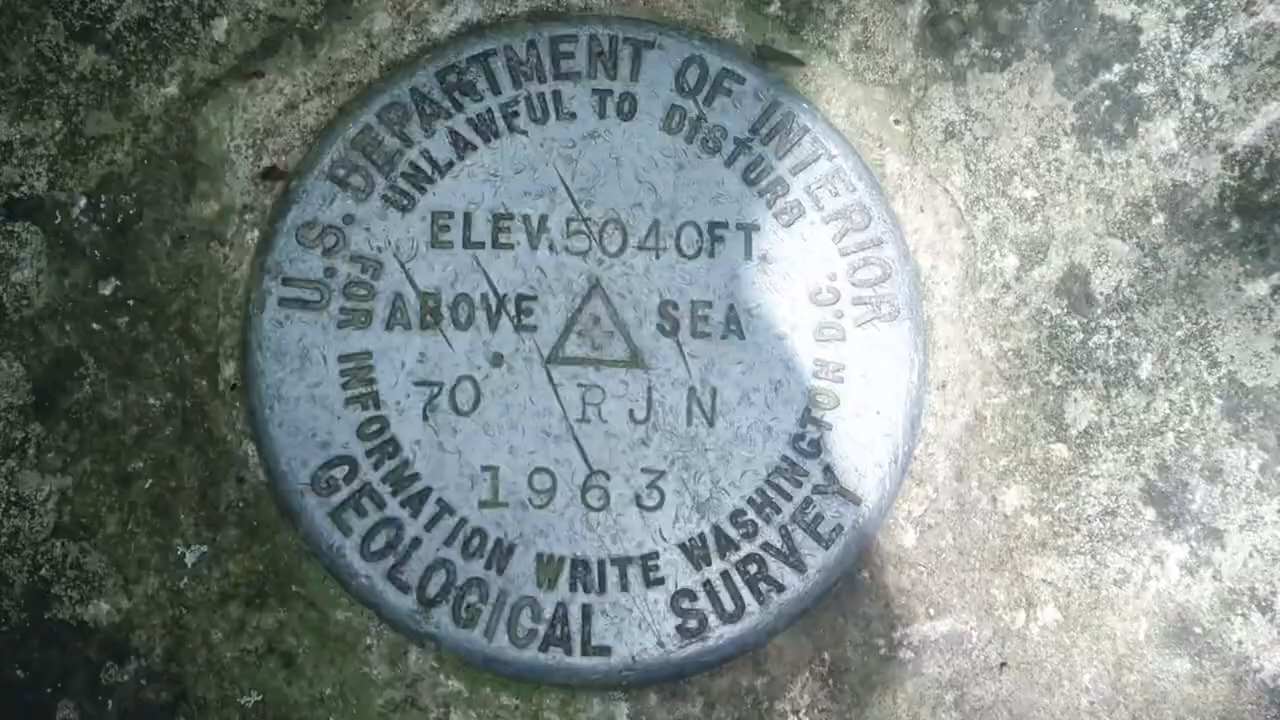 U.S. DEPARTMENT OF INTERIOR
UNLAWFUL TO DISTURB
ELEV. 5040 FT.
ABOVE SEA
70 RJN
1963
FOR INFORMATION WRITE WASHINGTON D.C.
GEOLOGICAL SURVEY